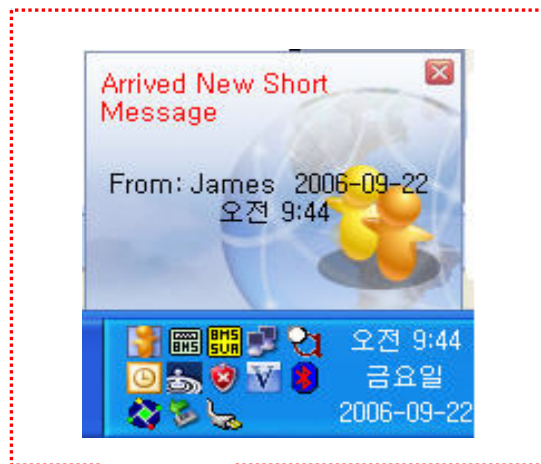 Arrived New Short
Message
From: James 2006-09-22
오전 9:44
BMS
BMS
SVR
오전 9:44
금요일
V
2006-09-22